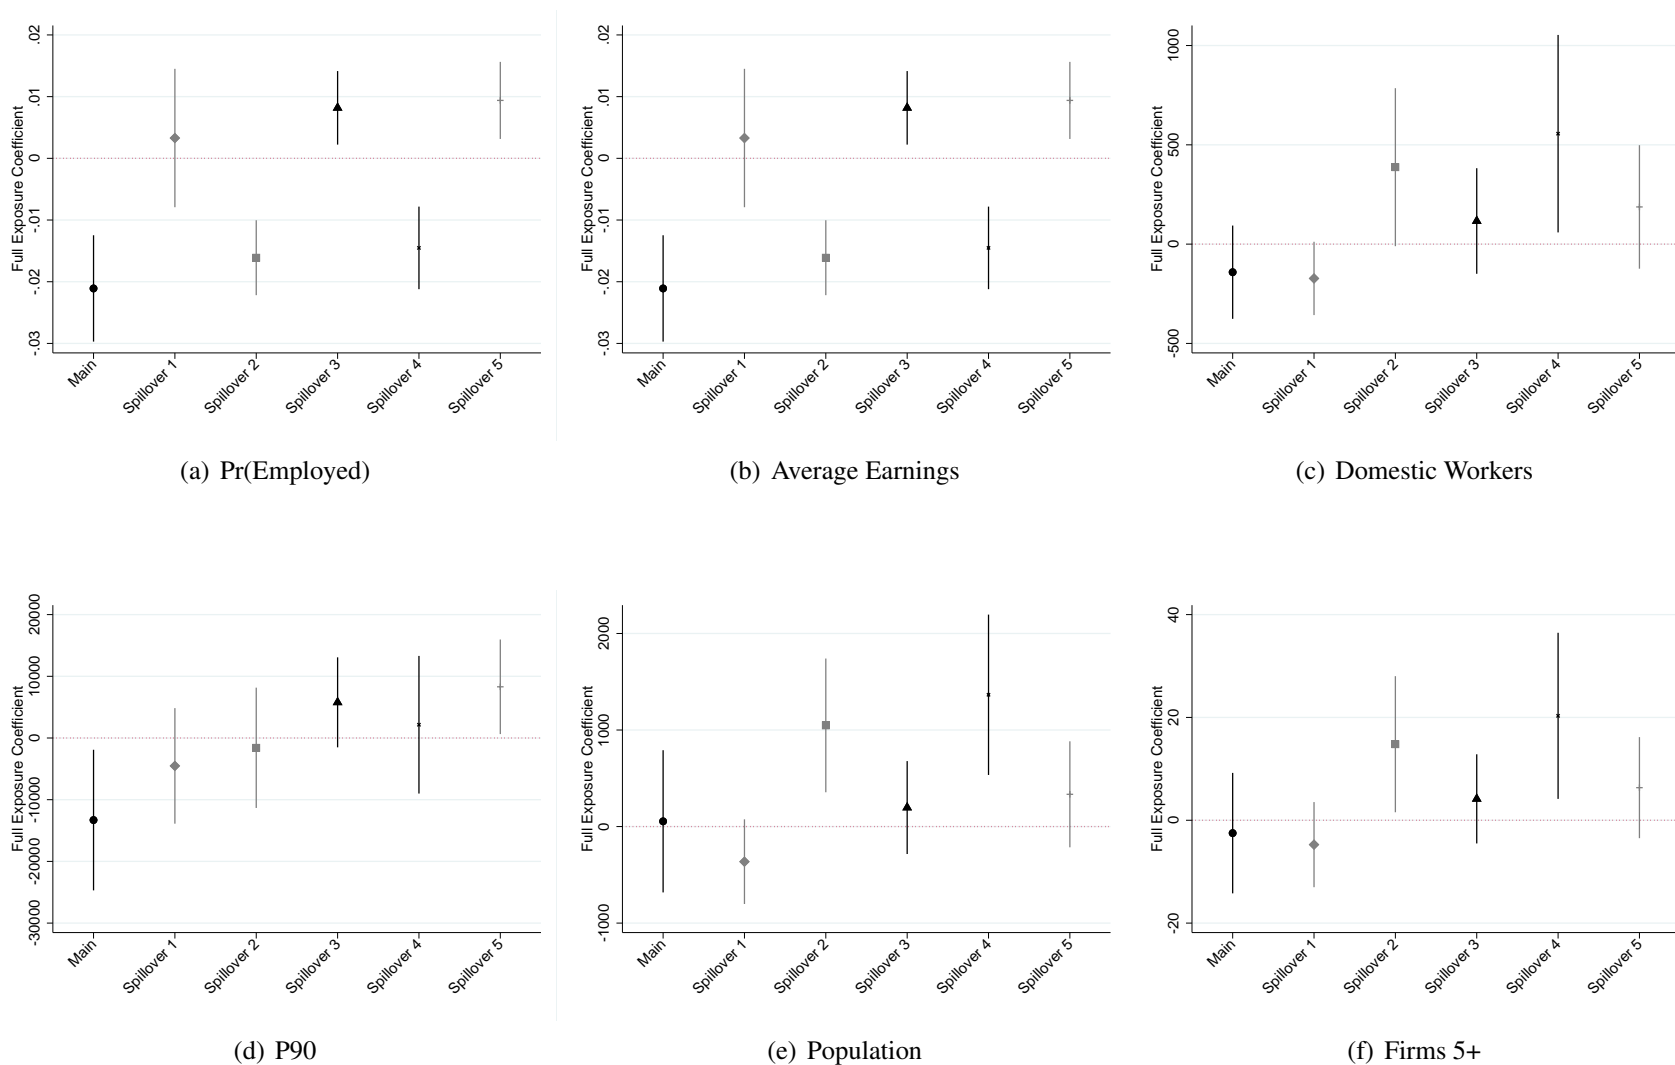 Full Exposure Coefficient
.02
.01
0
-.01
-.02
-.03
Main
Spillover 1
Spillover 2
Spillover 3
Spillover 4
Spillover 5
(a) Pr(Employed)
Full Exposure Coefficient
.02
.01
0
-.01
-.02
-.03
Main
Spillover 1
Spillover 2
Spillover 3
Spillover 4
Spillover 5
(b) Average Earnings
Full Exposure Coefficient
1000
500
0
-500
Main
Spillover 1
Spillover 2
Spillover 3
Spillover 4
Spillover 5
(c) Domestic Workers
Full Exposure Coefficient
20000
10000
0
-10000
-20000
-30000
Main
Spillover 1
Spillover 2
Spillover 3
Spillover 4
Spillover 5
(d) P90
Full Exposure Coefficient
2000
1000
0
-1000
Main
Spillover 1
Spillover 2
Spillover 3
Spillover 4
Spillover 5
(e) Population
Full Exposure Coefficient
40
20
0
-20
Main
Spillover 1
Spillover 2
Spillover 3
Spillover 4
Spillover 5
(f) Firms 5+